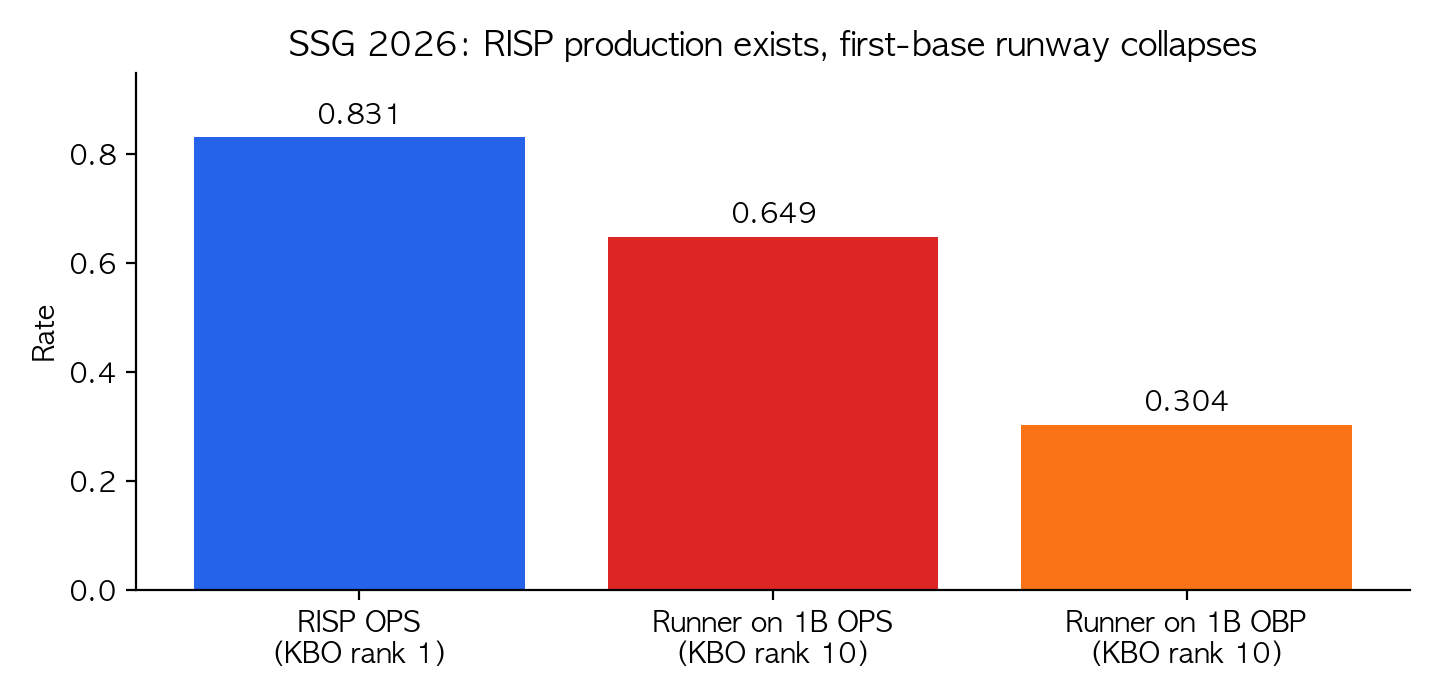 SSG 2026: RISP production exists, first-base runway collapses
0.831
0.649
0.304
Rate
0.8
0.6
0.4
0.2
0.0
RISP OPS
(KBO rank 1)
Runner on 1B OPS
(KBO rank 10)
Runner on 1B OBP
(KBO rank 10)